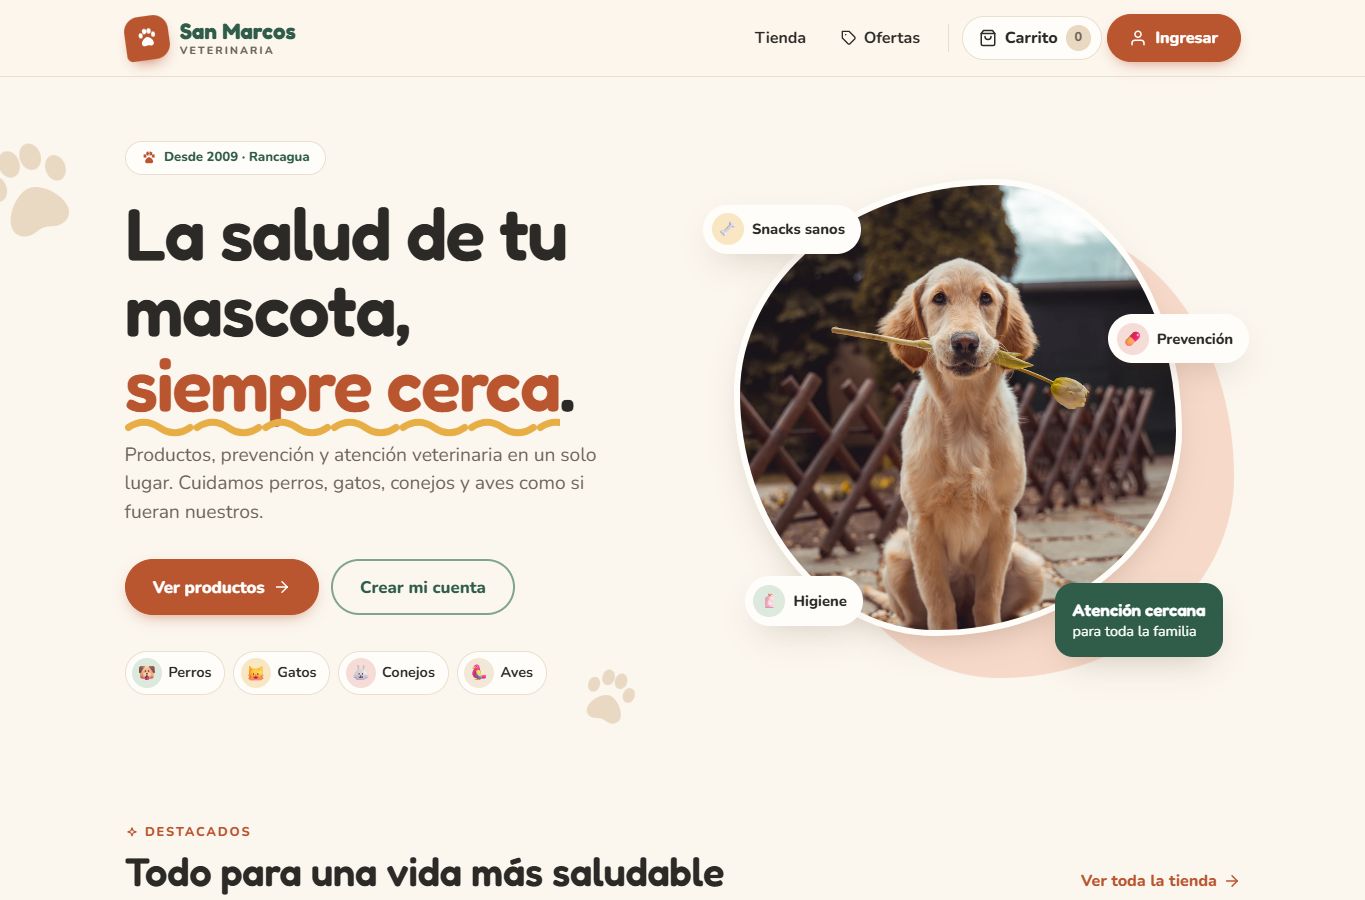 San Marcos
VETERINARIA
Tienda
Ofertas
Carrito 0
Ingresar
Desde 2009 · Rancagua
La salud de tu
mascota,
siempre cerca.
Productos, prevención y atención veterinaria en un solo
lugar. Cuidamos perros, gatos, conejos y aves como si
fueran nuestros.
Ver productos →
Crear mi cuenta
Perros
Gatos
Conejos
Aves
Snacks sanos
Prevención
Higiene
Atención cercana
para toda la familia
DESTACADOS
Todo para una vida más saludable
Ver toda la tienda →